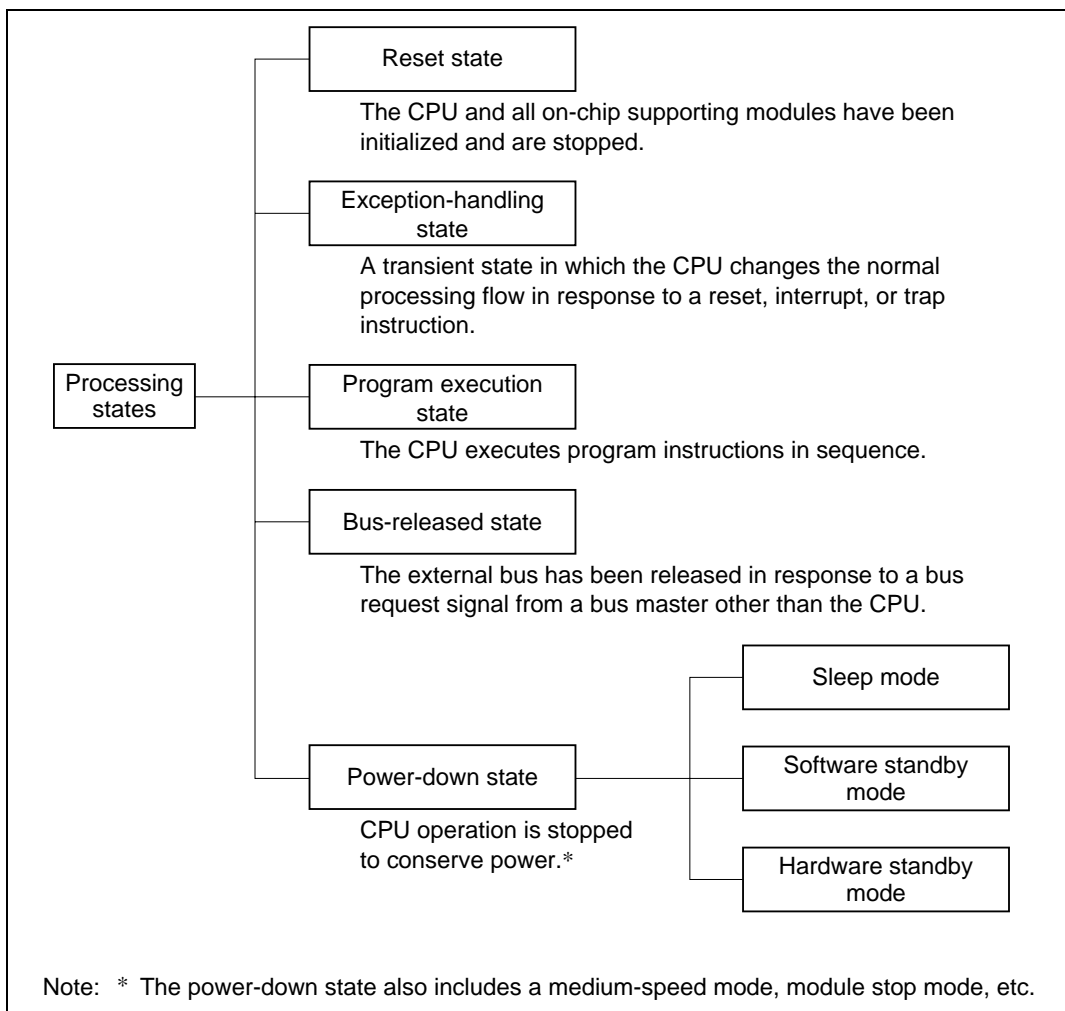 Reset state
The CPU and all on-chip supporting modules have been
initialized and are stopped.
Exception-handling
state
A transient state in which the CPU changes the normal
processing flow in response to a reset, interrupt, or trap
instruction.
Processing
states
Program execution
state
The CPU executes program instructions in sequence.
Bus-released state
The external bus has been released in response to a bus
request signal from a bus master other than the CPU.
Sleep mode
Power-down state
CPU operation is stopped
to conserve power.*
Software standby
mode
Hardware standby
mode
Note: * The power-down state also includes a medium-speed mode, module stop mode, etc.